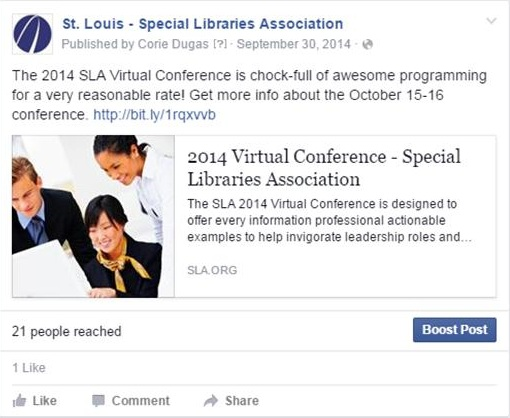 St. Louis - Special Libraries Association
Published by Corie Dugas [?] · September 30, 2014 ·
The 2014 SLA Virtual Conference is chock-full of awesome programming
for a very reasonable rate! Get more info about the October 15-16
conference. http://bit.ly/1rqxvvb
2014 Virtual Conference - Special
Libraries Association
The SLA 2014 Virtual Conference is designed to
offer every information professional actionable
examples to help invigorate leadership roles and...
SLA.ORG
21 people reached
Boost Post
1 Like
Like Comment Share